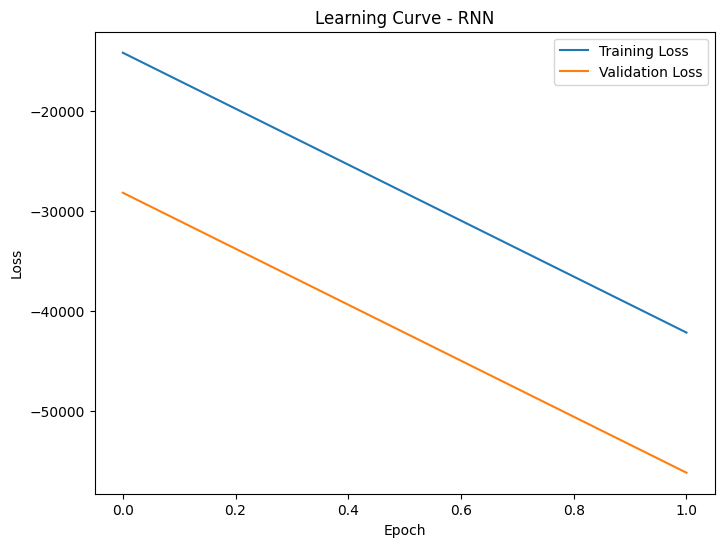 Learning Curve - RNN
Training Loss
Validation Loss
Loss
−20000
−30000
−40000
−50000
0.0 0.2 0.4 0.6 0.8 1.0
Epoch